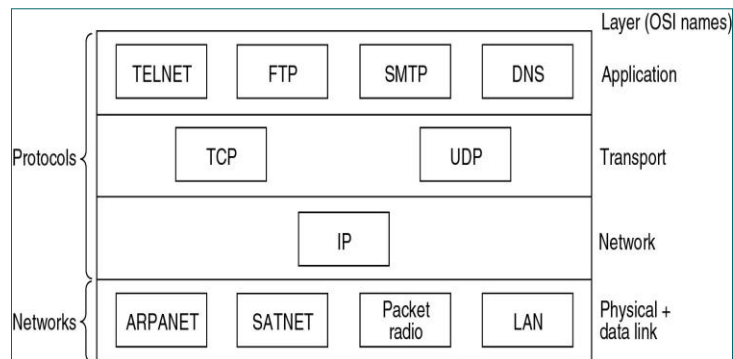 Layer (OSI names)
TELNET FTP SMTP DNS Application
Protocols TCP UDP Transport
IP Network
Networks ARPANET SATNET Packet radio LAN Physical + data link